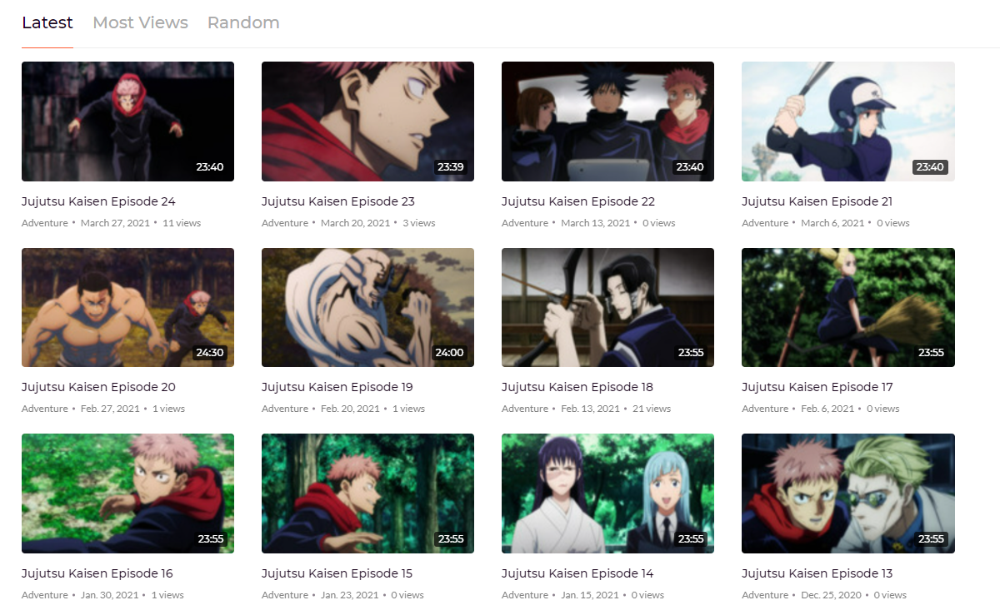 Latest Most Views Random
23:40 23:39 23:40 23:40
Jujutsu Kaisen Episode 24 Jujutsu Kaisen Episode 23 Jujutsu Kaisen Episode 22 Jujutsu Kaisen Episode 21
Adventure • March 27, 2021 • 11 views Adventure • March 20, 2021 • 3 views Adventure • March 13, 2021 • 0 views Adventure • March 6, 2021 • 0 views
24:30 24:00 23:55 23:55
Jujutsu Kaisen Episode 20 Jujutsu Kaisen Episode 19 Jujutsu Kaisen Episode 18 Jujutsu Kaisen Episode 17
Adventure • Feb. 27, 2021 • 1 views Adventure • Feb. 20, 2021 • 1 views Adventure • Feb. 13, 2021 • 21 views Adventure • Feb. 6, 2021 • 0 views
23:55 23:55 23:55 23:55
Jujutsu Kaisen Episode 16 Jujutsu Kaisen Episode 15 Jujutsu Kaisen Episode 14 Jujutsu Kaisen Episode 13
Adventure • Jan. 30, 2021 • 1 views Adventure • Jan. 23, 2021 • 0 views Adventure • Jan. 15, 2021 • 0 views Adventure • Dec. 25, 2020 • 0 views